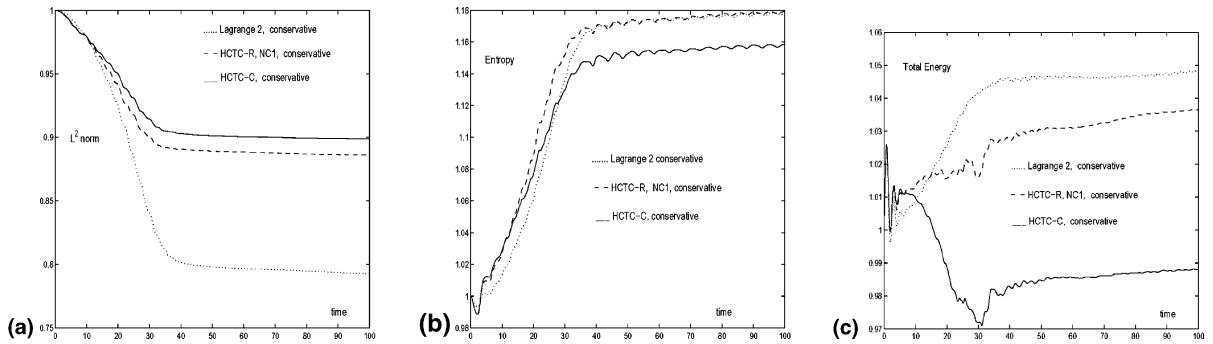 1
0.95
0.9
0.85
0.8
0.75
0 10 20 30 40 50 60 70 80 90 100
L2 norm
Lagrange 2, conservative
HCTC-R, NC1, conservative
HCTC-C, conservative
time
(a)
1.18
1.16
1.14
1.12
1.1
1.08
1.06
1.04
1.02
1
0.98
0 10 20 30 40 50 60 70 80 90 100
Entropy
Lagrange 2 conservative
HCTC-R, NC1, conservative
HCTC-C, conservative
time
(b)
1.06
1.05
1.04
1.03
1.02
1.01
1
0.99
0.98
0.97
0 10 20 30 40 50 60 70 80 90 100
Total Energy
Lagrange 2, conservative
HCTC-R, NC1, conservative
HCTC-C, conservative
time
(c)